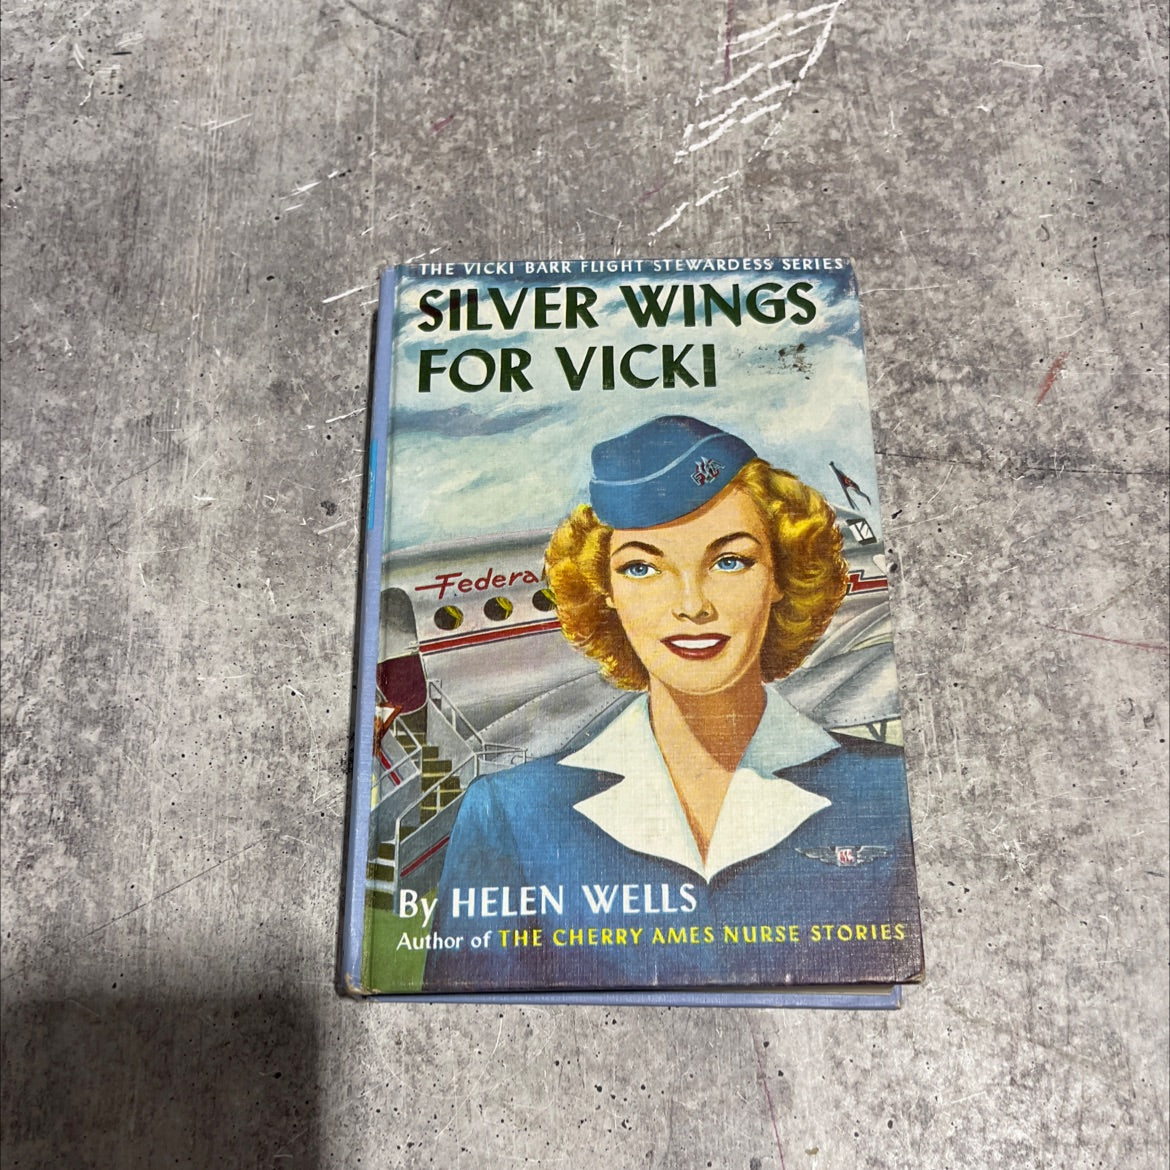 THE VICKI BARR FLIGHT STEWARDESS SERIES
SILVER WINGS
FOR VICKI
Federal
By HELEN WELLS
Author of THE CHERRY AMES NURSE STORIES